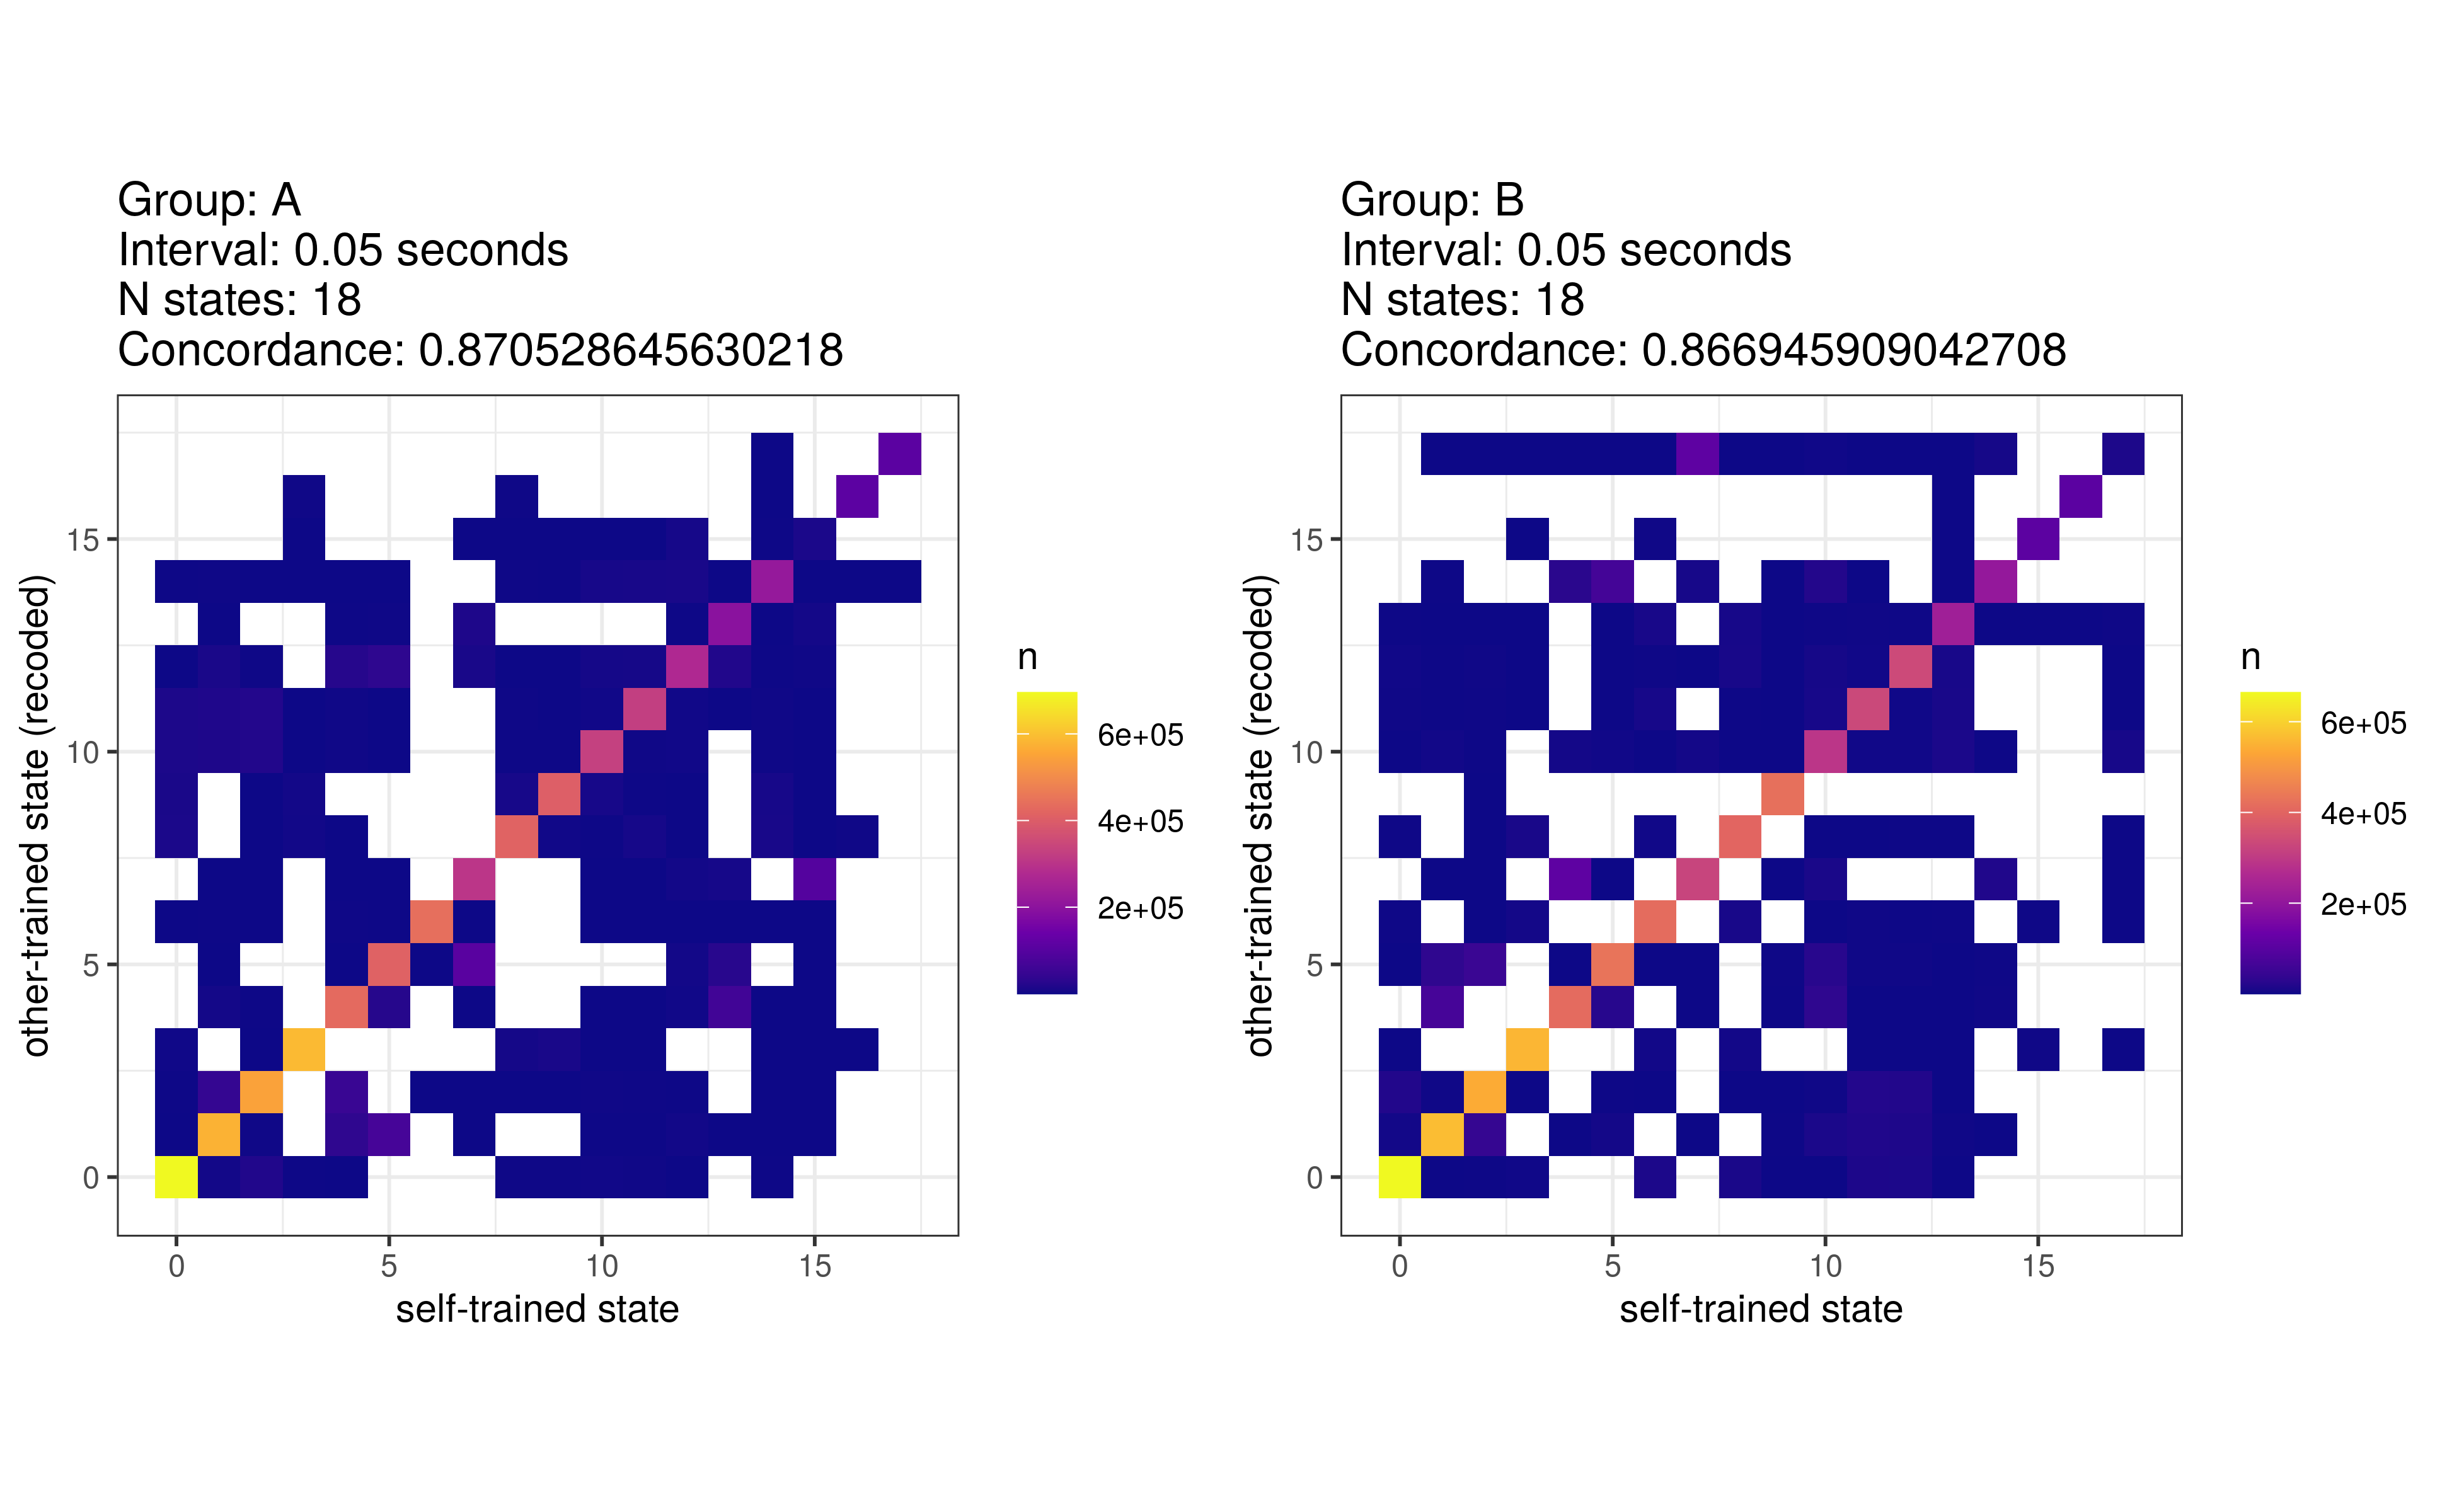 Group: A
Interval: 0.05 seconds
N states: 18
Concordance: 0.870528645630218
other-trained state (recoded)
15
10
5
0
0 5 10 15
self-trained state
n
6e+05
4e+05
2e+05
Group: B
Interval: 0.05 seconds
N states: 18
Concordance: 0.866945909042708
other-trained state (recoded)
15
10
5
0
0 5 10 15
self-trained state
n
6e+05
4e+05
2e+05